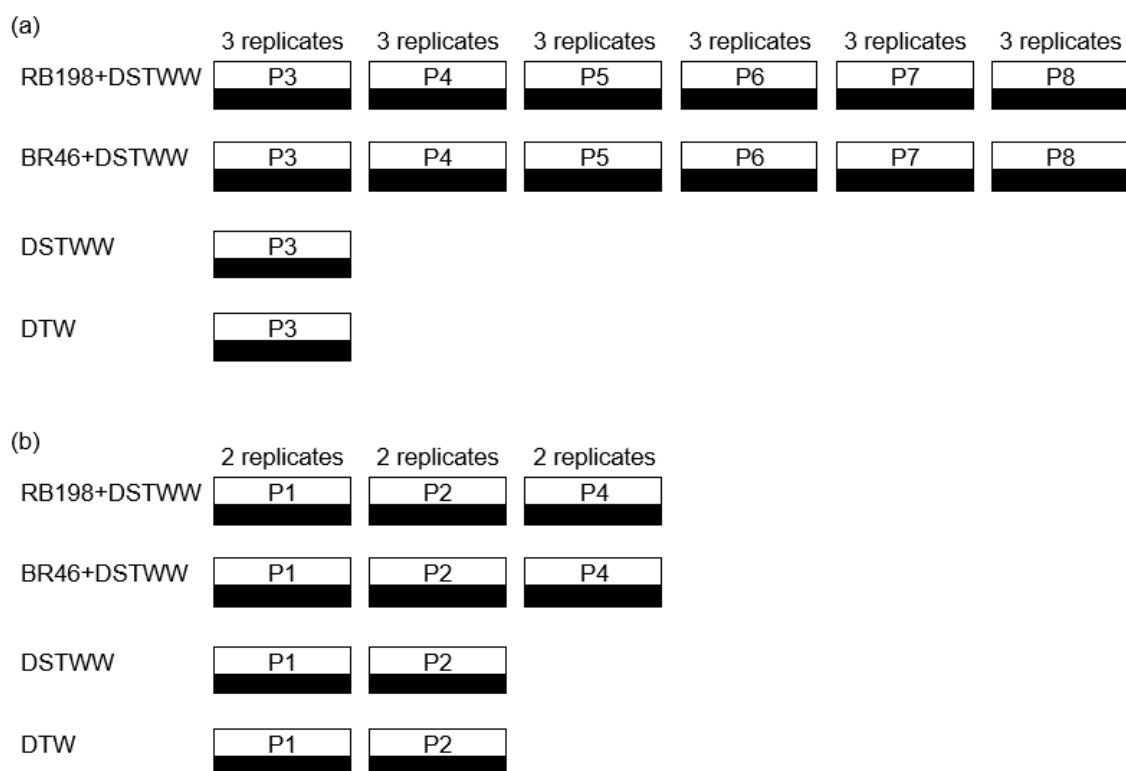 (a)
3 replicates 3 replicates 3 replicates 3 replicates 3 replicates 3 replicates
RB198+DSTWW P3 P4 P5 P6 P7 P8
BR46+DSTWW P3 P4 P5 P6 P7 P8
DSTWW P3
DTW P3
(b)
2 replicates 2 replicates 2 replicates
RB198+DSTWW P1 P2 P4
BR46+DSTWW P1 P2 P4
DSTWW P1 P2
DTW P1 P2